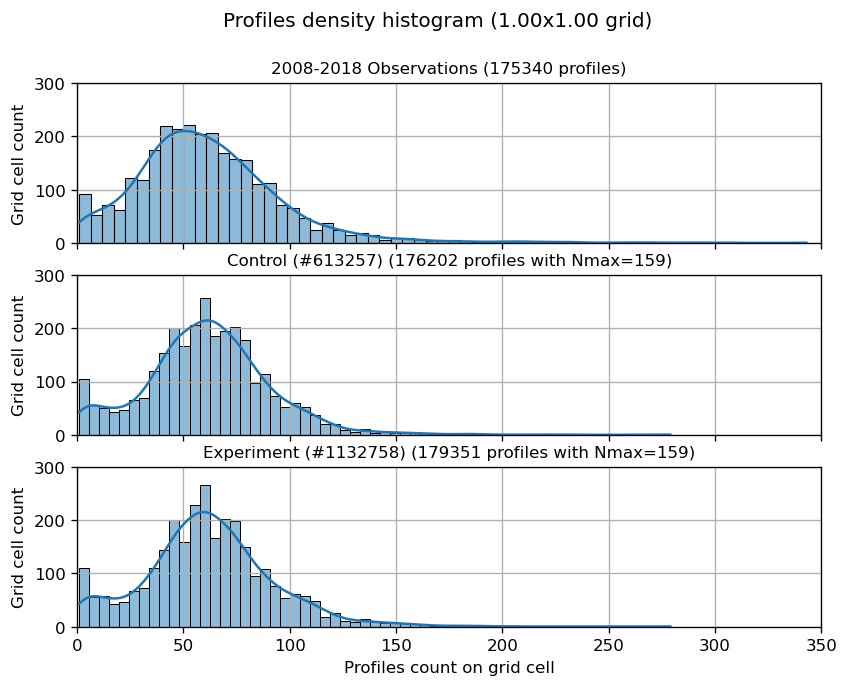 Profiles density histogram (1.00x1.00 grid)
2008-2018 Observations (175340 profiles)
300
200
100
0
Grid cell count
Control (#613257) (176202 profiles with Nmax=159)
300
200
100
0
Grid cell count
Experiment (#1132758) (179351 profiles with Nmax=159)
300
200
100
0
Grid cell count
0 50 100 150 200 250 300 350
Profiles count on grid cell